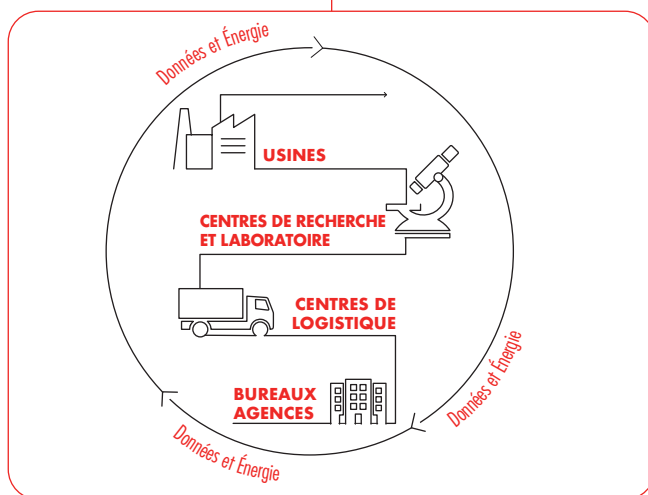 Données et Énergie
USINES
CENTRES DE RECHERCHE
ET LABORATOIRE
CENTRES DE
LOGISTIQUE
BUREAUX
AGENCES
Données et Énergie
Données et Énergie